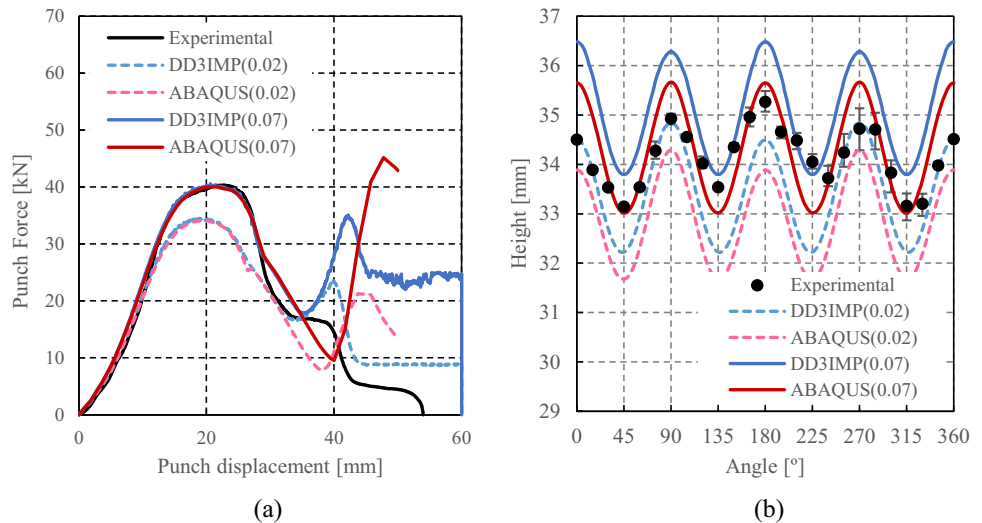 70
60
50
40
30
20
10
0
Punch Force [kN]
Experimental
DD3IMP(0.02)
ABAQUS(0.02)
DD3IMP(0.07)
ABAQUS(0.07)
0 20 40 60
Punch displacement [mm]
(a)
37
36
35
34
33
32
31
30
29
Height [mm]
Experimental
DD3IMP(0.02)
ABAQUS(0.02)
DD3IMP(0.07)
ABAQUS(0.07)
0 45 90 135 180 225 270 315 360
Angle [º]
(b)